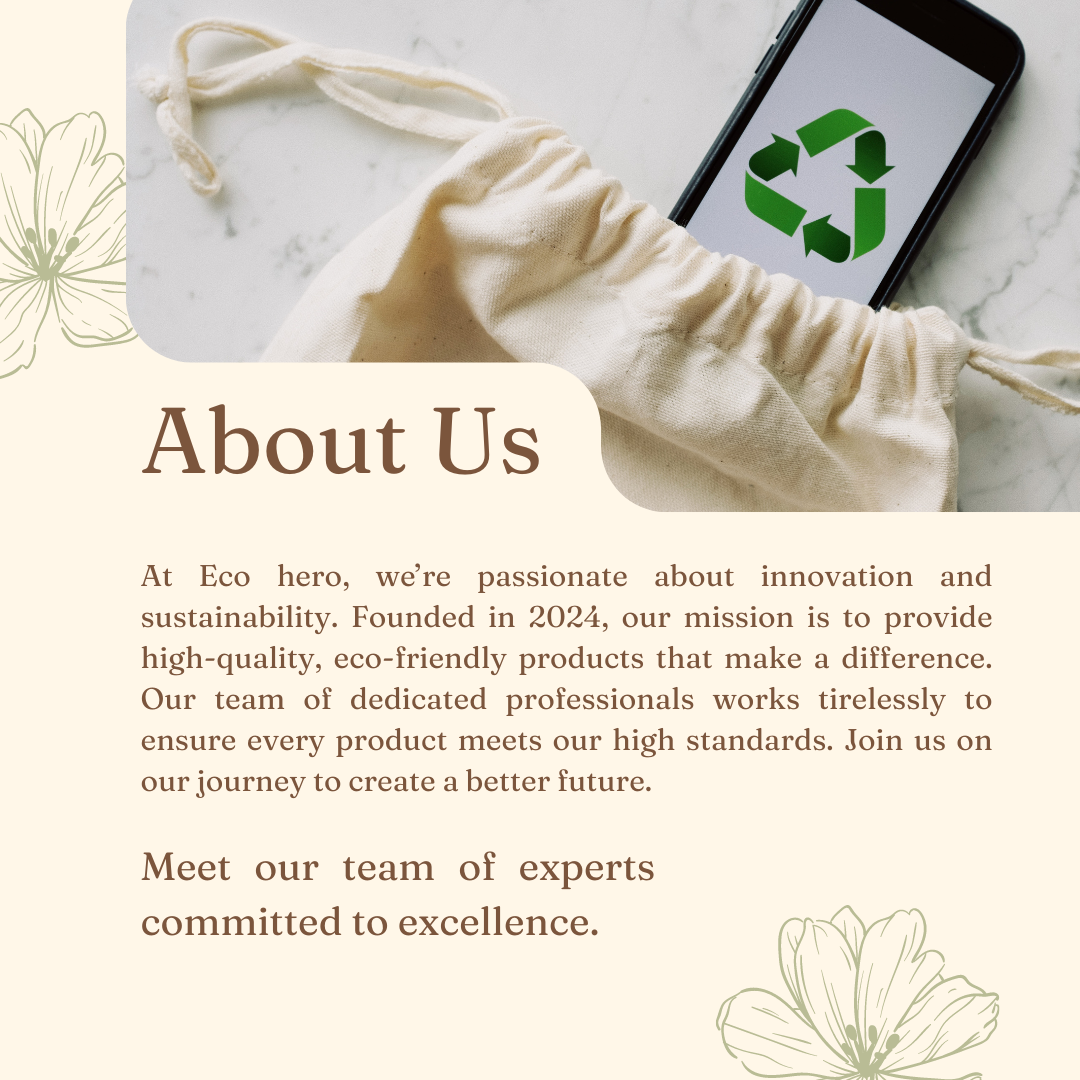 About Us
At Eco hero, we’re passionate about innovation and
sustainability. Founded in 2024, our mission is to provide
high-quality, eco-friendly products that make a difference.
Our team of dedicated professionals works tirelessly to
ensure every product meets our high standards. Join us on
our journey to create a better future.
Meet our team of experts
committed to excellence.